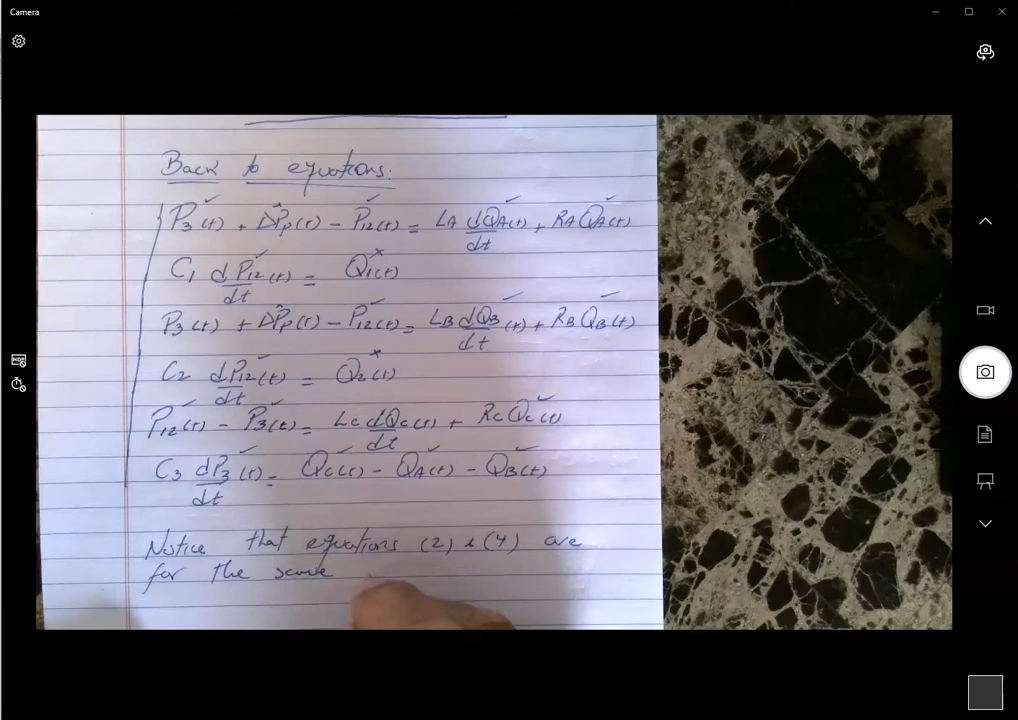 Camera
Back to equations:
P3(t) + ΔP̂p(t) - P12(t) = LA dQA(t)/dt + RA QA(t)
C1 dP12(t)/dt = Q1(t)
P3(t) + ΔP̂p(t) - P12(t) = LB dQB/dt (t) + RB QB(t)
C2 dP12(t)/dt = Q2(t)
P12(t) - P3(t) = Lc dQc(t)/dt + Rc Qc(t)
C3 dP3/dt (t) = Qc(t) - QA(t) - QB(t)
Notice that equations (2) & (4) are
for the same